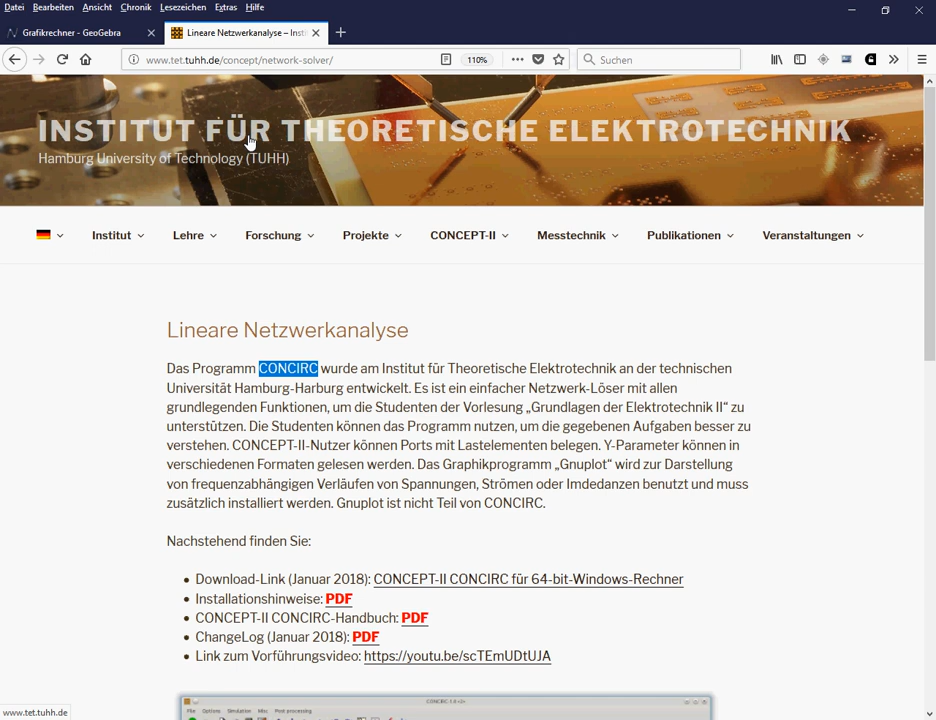 Datei Bearbeiten Ansicht Chronik Lesezeichen Extras Hilfe
Grafikrechner - GeoGebra
Lineare Netzwerkanalyse – Insti
www.tet.tuhh.de/concept/network-solver/
110%
Suchen
INSTITUT FÜR THEORETISCHE ELEKTROTECHNIK
Hamburg University of Technology (TUHH)
Institut Lehre Forschung Projekte CONCEPT-II Messtechnik Publikationen Veranstaltungen
Lineare Netzwerkanalyse
Das Programm CONCIRC wurde am Institut für Theoretische Elektrotechnik an der technischen
Universität Hamburg-Harburg entwickelt. Es ist ein einfacher Netzwerk-Löser mit allen
grundlegenden Funktionen, um die Studenten der Vorlesung „Grundlagen der Elektrotechnik II“ zu
unterstützen. Die Studenten können das Programm nutzen, um die gegebenen Aufgaben besser zu
verstehen. CONCEPT-II-Nutzer können Ports mit Lastelementen belegen. Y-Parameter können in
verschiedenen Formaten gelesen werden. Das Graphikprogramm „Gnuplot“ wird zur Darstellung
von frequenzabhängigen Verläufen von Spannungen, Strömen oder Imdedanzen benutzt und muss
zusätzlich installiert werden. Gnuplot ist nicht Teil von CONCIRC.
Nachstehend finden Sie:
Download-Link (Januar 2018): CONCEPT-II CONCIRC für 64-bit-Windows-Rechner
Installationshinweise: PDF
CONCEPT-II CONCIRC-Handbuch: PDF
ChangeLog (Januar 2018): PDF
Link zum Vorführungsvideo: https://youtu.be/scTEmUDtUJA
File Options Simulation Misc Post processing
www.tet.tuhh.de